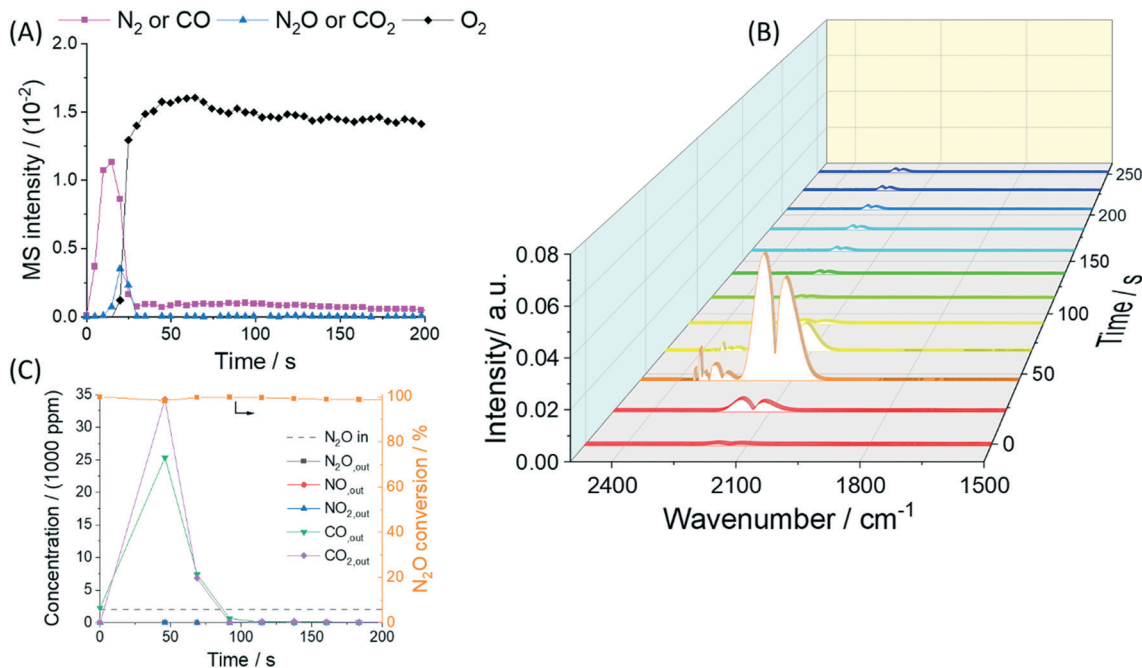 N₂ or CO N₂O or CO₂ O₂
(A)
2.0
1.5
1.0
0.5
0.0
MS intensity / (10⁻²)
0 50 100 150 200
Time / s
(B)
0.08
0.06
0.04
0.02
0.00
Intensity/ a.u.
2400 2100 1800 1500
Wavenumber / cm⁻¹
250
200
150
100
50
0
Time / s
(C)
35
30
25
20
15
10
5
0
Concentration / (1000 ppm)
N₂O in
N₂O,out
NO,out
NO₂,out
CO,out
CO₂,out
100
80
60
40
20
0
N₂O conversion / %
0 50 100 150 200
Time / s